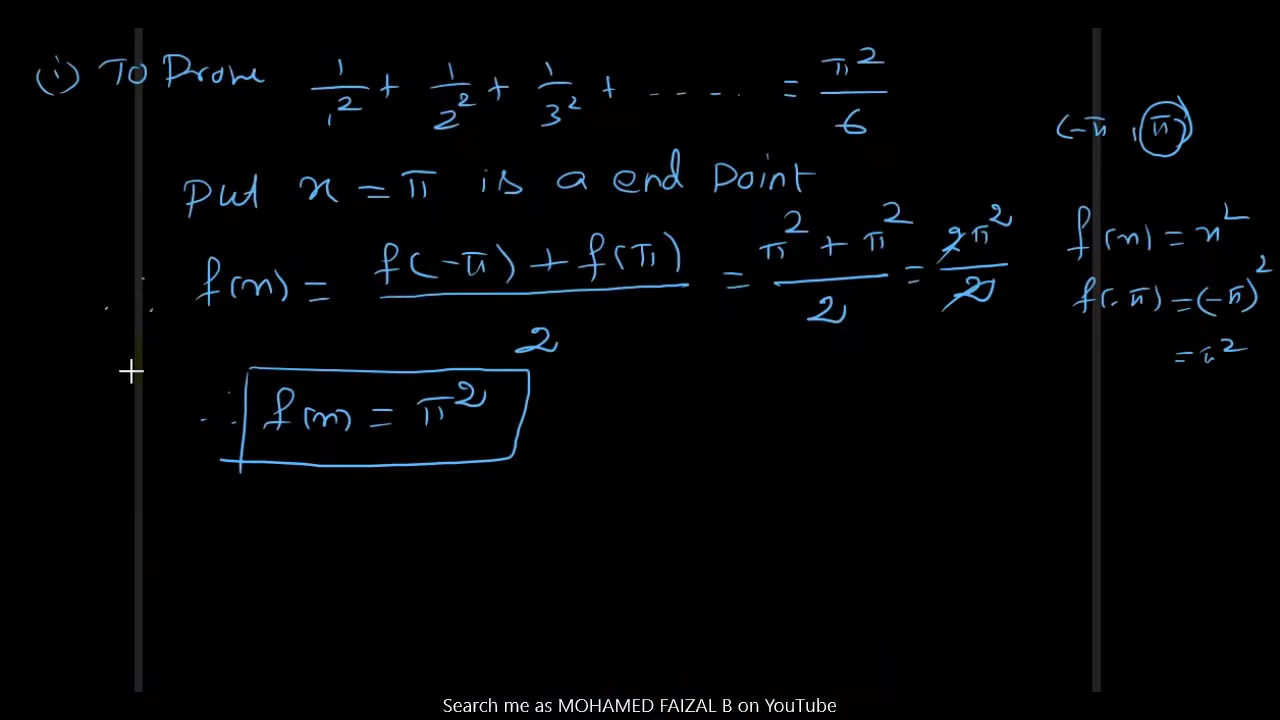 (i) To Prove 1/1² + 1/2² + 1/3² + ..... = π²/6
(-π, π)
Put x = π is a end point
f(x) = x²
∴ f(x) = (f(-π) + f(π))/2 = (π² + π²)/2 = 2π²/2
f(-π) = (-π)²
= π²
∴ f(x) = π²
Search me as MOHAMED FAIZAL B on YouTube